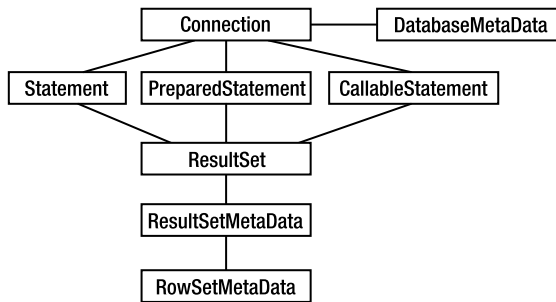 Connection
DatabaseMetaData
Statement
PreparedStatement
CallableStatement
ResultSet
ResultSetMetaData
RowSetMetaData